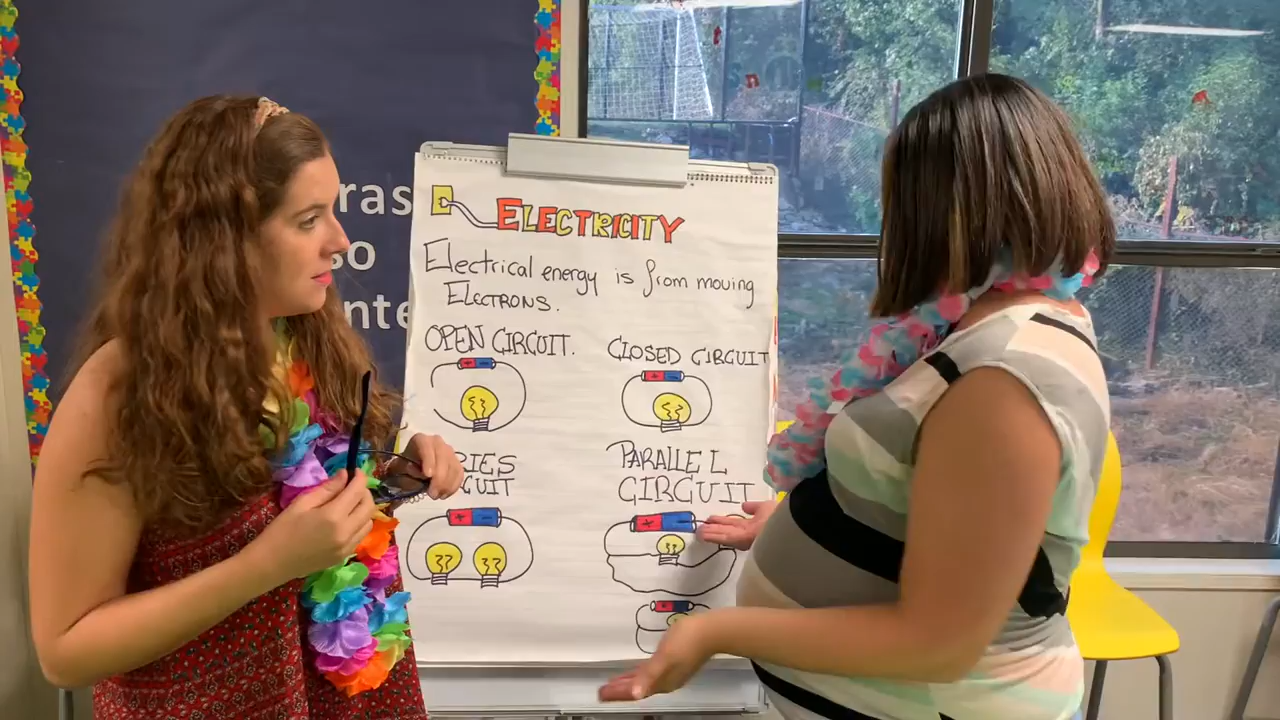 ELECTRICITY
Electrical energy is from moving
ELECTRONS.
OPEN CIRCUIT.
CLOSED CIRCUIT
PARALLEL
CIRCUIT